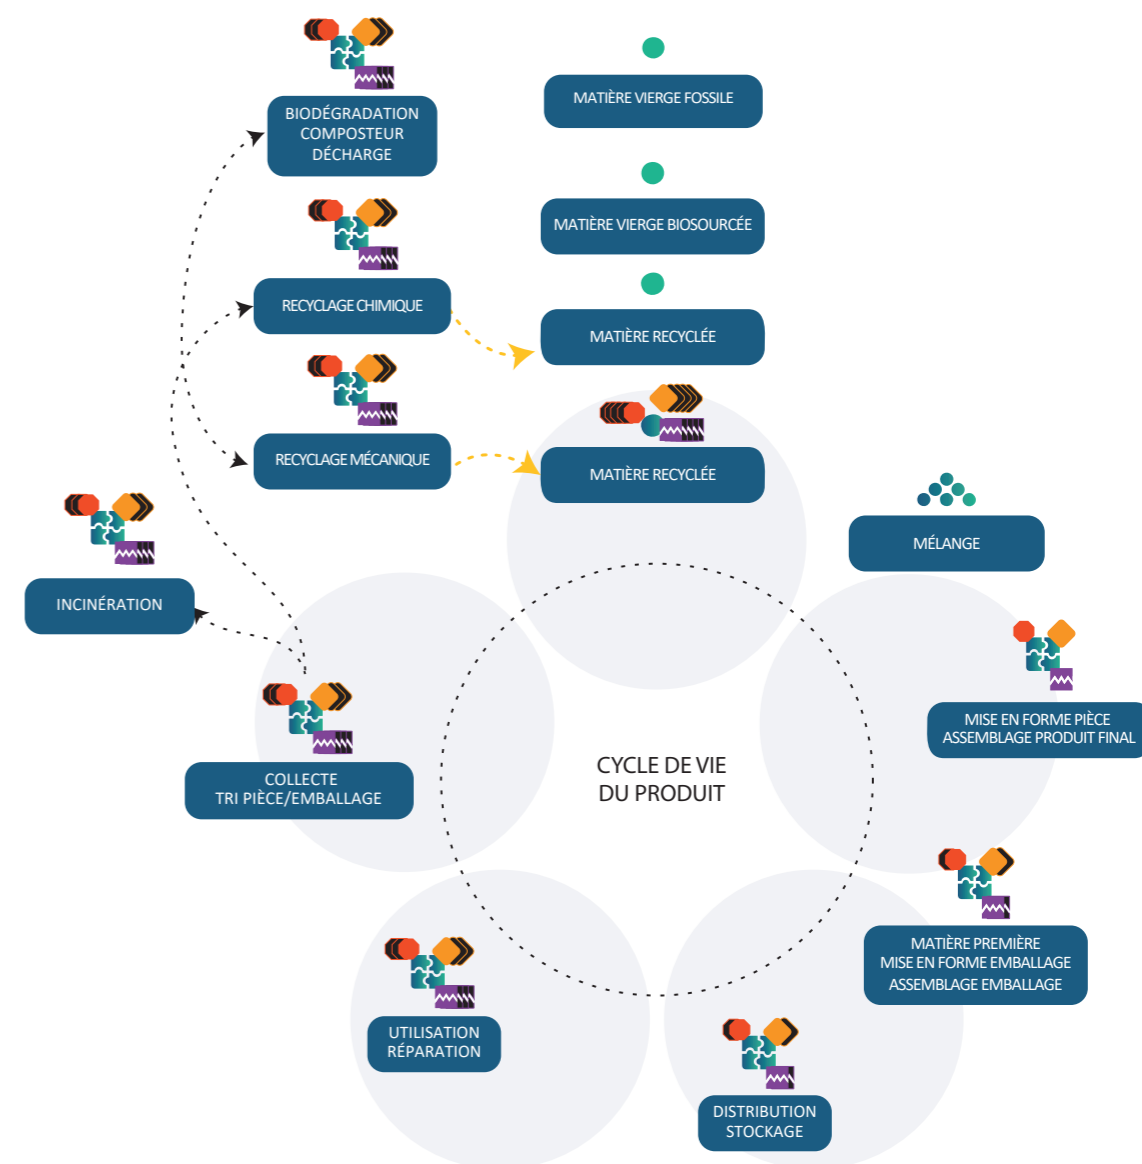 BIODÉGRADATION
COMPOSTEUR
DÉCHARGE
MATIÈRE VIERGE FOSSILE
MATIÈRE VIERGE BIOSOURCÉE
RECYCLAGE CHIMIQUE
MATIÈRE RECYCLÉE
RECYCLAGE MÉCANIQUE
MATIÈRE RECYCLÉE
MÉLANGE
INCINÉRATION
MISE EN FORME PIÈCE
ASSEMBLAGE PRODUIT FINAL
COLLECTE
TRI PIÈCE/EMBALLAGE
CYCLE DE VIE
DU PRODUIT
MATIÈRE PREMIÈRE
MISE EN FORME EMBALLAGE
ASSEMBLAGE EMBALLAGE
UTILISATION
RÉPARATION
DISTRIBUTION
STOCKAGE